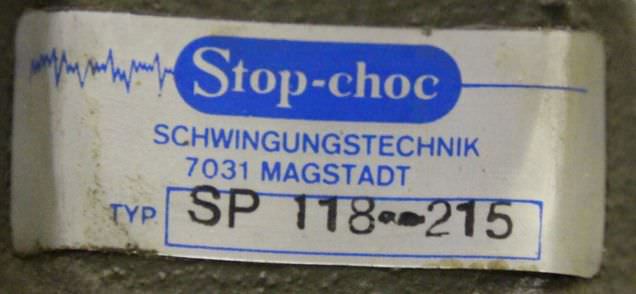 Stop-choc
SCHWINGUNGSTECHNIK
7031 MAGSTADT
TYP SP 118--215